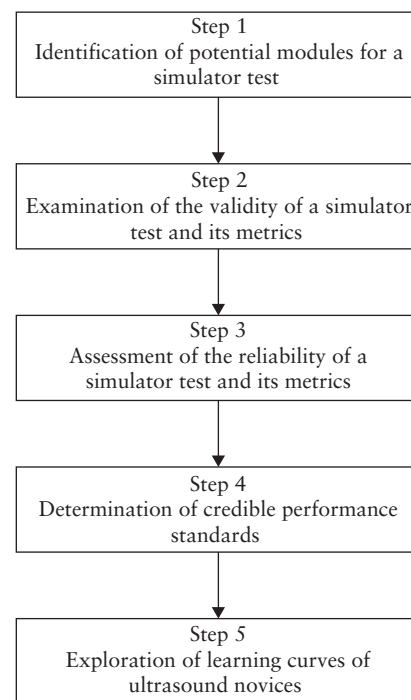 Step 1
Identification of potential modules for a
simulator test
Step 2
Examination of the validity of a simulator
test and its metrics
Step 3
Assessment of the reliability of a
simulator test and its metrics
Step 4
Determination of credible performance
standards
Step 5
Exploration of learning curves of
ultrasound novices